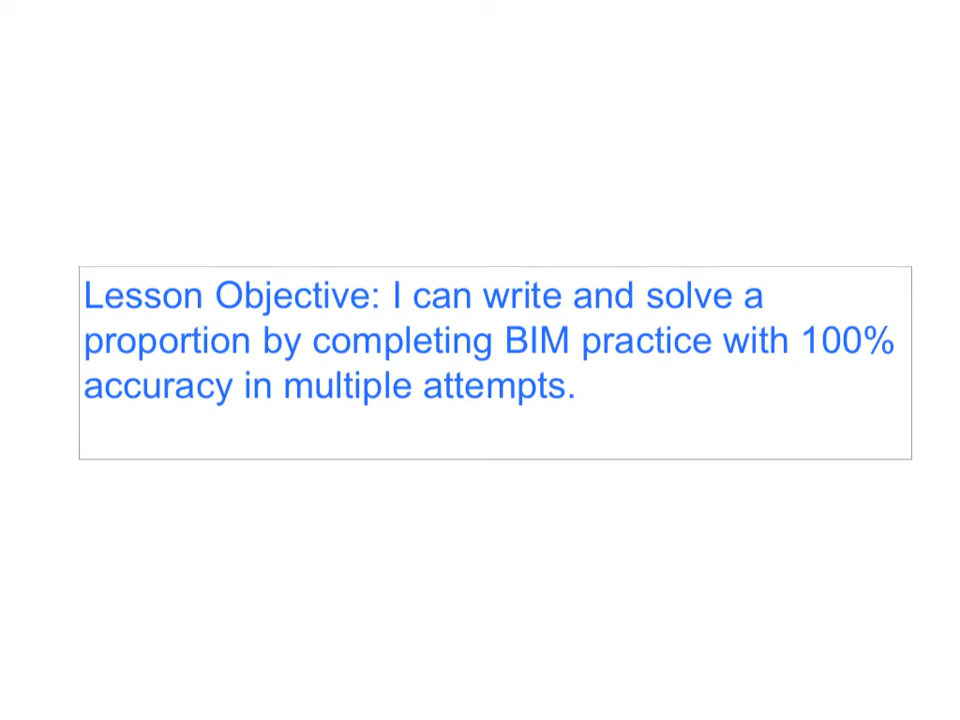 Lesson Objective: I can write and solve a
proportion by completing BIM practice with 100%
accuracy in multiple attempts.